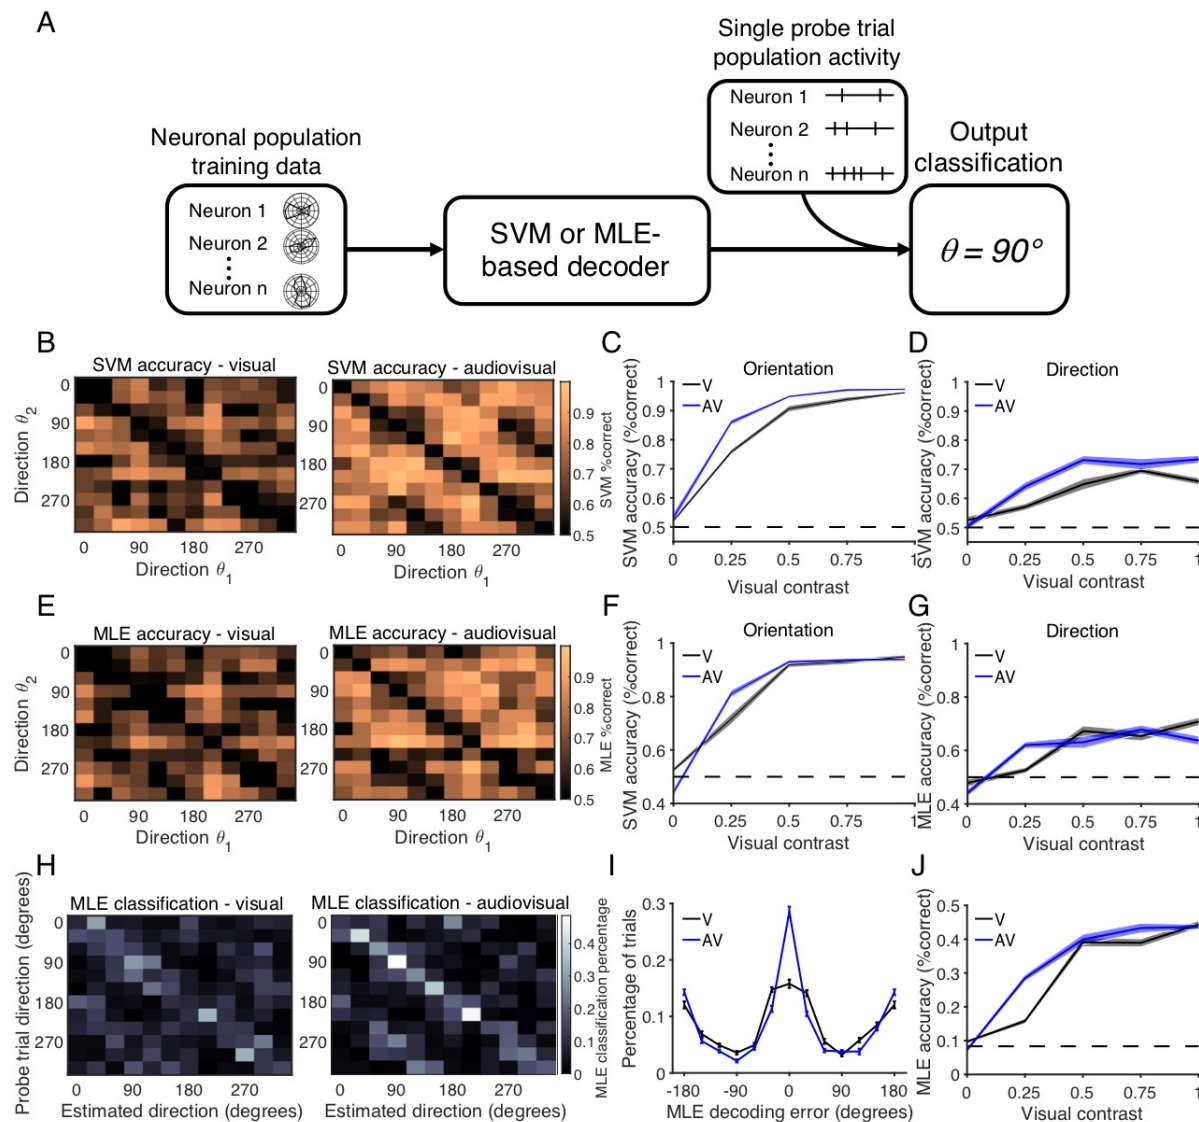 A
Single probe trial
population activity
Neuron 1
Neuron 2
Neuron n
Neuronal population
training data
Neuron 1
Neuron 2
Neuron n
SVM or MLE-
based decoder
Output
classification
θ = 90°
B
SVM accuracy - visual
Direction θ2
0
90
180
270
0 90 180 270
Direction θ1
SVM accuracy - audiovisual
0
90
180
270
0 90 180 270
Direction θ1
0.9
0.8
0.7
0.6
0.5
SVM %correct
C
Orientation
V
AV
SVM accuracy (%correct)
1
0.9
0.8
0.7
0.6
0.5
0 0.25 0.5 0.75 1
Visual contrast
D
Direction
V
AV
SVM accuracy (%correct)
1
0.9
0.8
0.7
0.6
0.5
0 0.25 0.5 0.75 1
Visual contrast
E
MLE accuracy - visual
Direction θ2
0
90
180
270
0 90 180 270
Direction θ1
MLE accuracy - audiovisual
0
90
180
270
0 90 180 270
Direction θ1
0.9
0.8
0.7
0.6
0.5
MLE %correct
F
Orientation
V
AV
SVM accuracy (%correct)
1
0.8
0.6
0.4
0 0.25 0.5 0.75 1
Visual contrast
G
Direction
V
AV
MLE accuracy (%correct)
1
0.8
0.6
0.4
0 0.25 0.5 0.75 1
Visual contrast
H
MLE classification - visual
Probe trial direction (degrees)
0
90
180
270
0 90 180 270
Estimated direction (degrees)
MLE classification - audiovisual
0
90
180
270
0 90 180 270
Estimated direction (degrees)
0.4
0.3
0.2
0.1
0
MLE classification percentage
I
V
AV
Percentage of trials
0.3
0.2
0.1
0
-180 -90 0 90 180
MLE decoding error (degrees)
J
V
AV
MLE accuracy (%correct)
0.5
0.4
0.3
0.2
0.1
0
0 0.25 0.5 0.75 1
Visual contrast